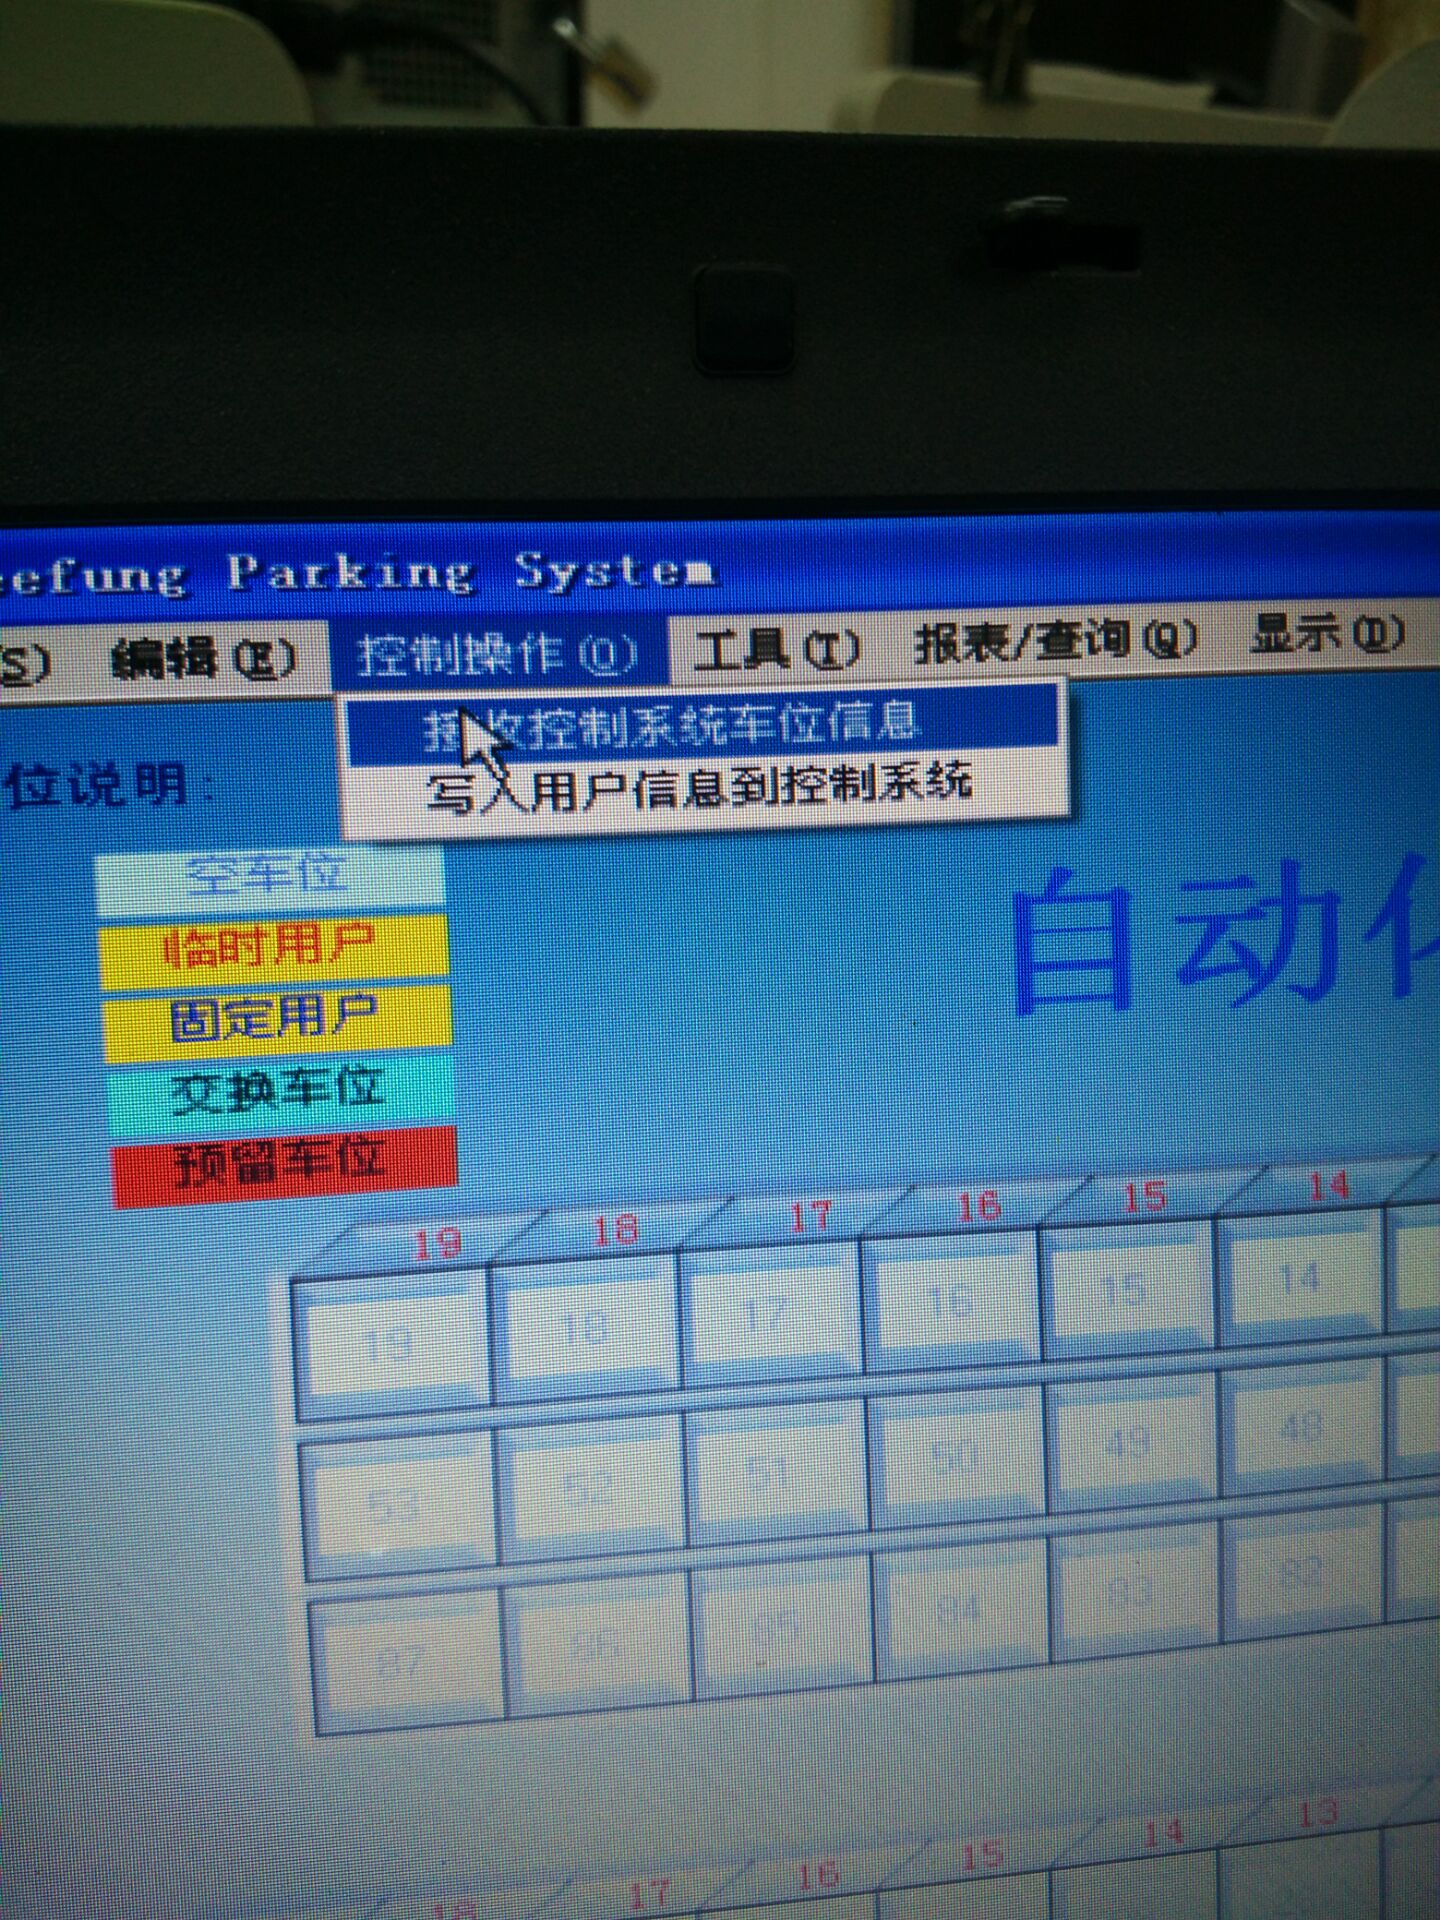 eefung Parking System
(S) 编辑(E) 控制操作(O) 工具(T) 报表/查询(Q) 显示(D)
接收控制系统车位信息
写入用户信息到控制系统
位说明:
空车位
临时用户
固定用户
交换车位
预留车位
自动化
19 18 17 16 15 14
19 18 17 16 15 14
53 52 51 50 49 48
87 86 85 84 83 82
18 17 16 15 14 13